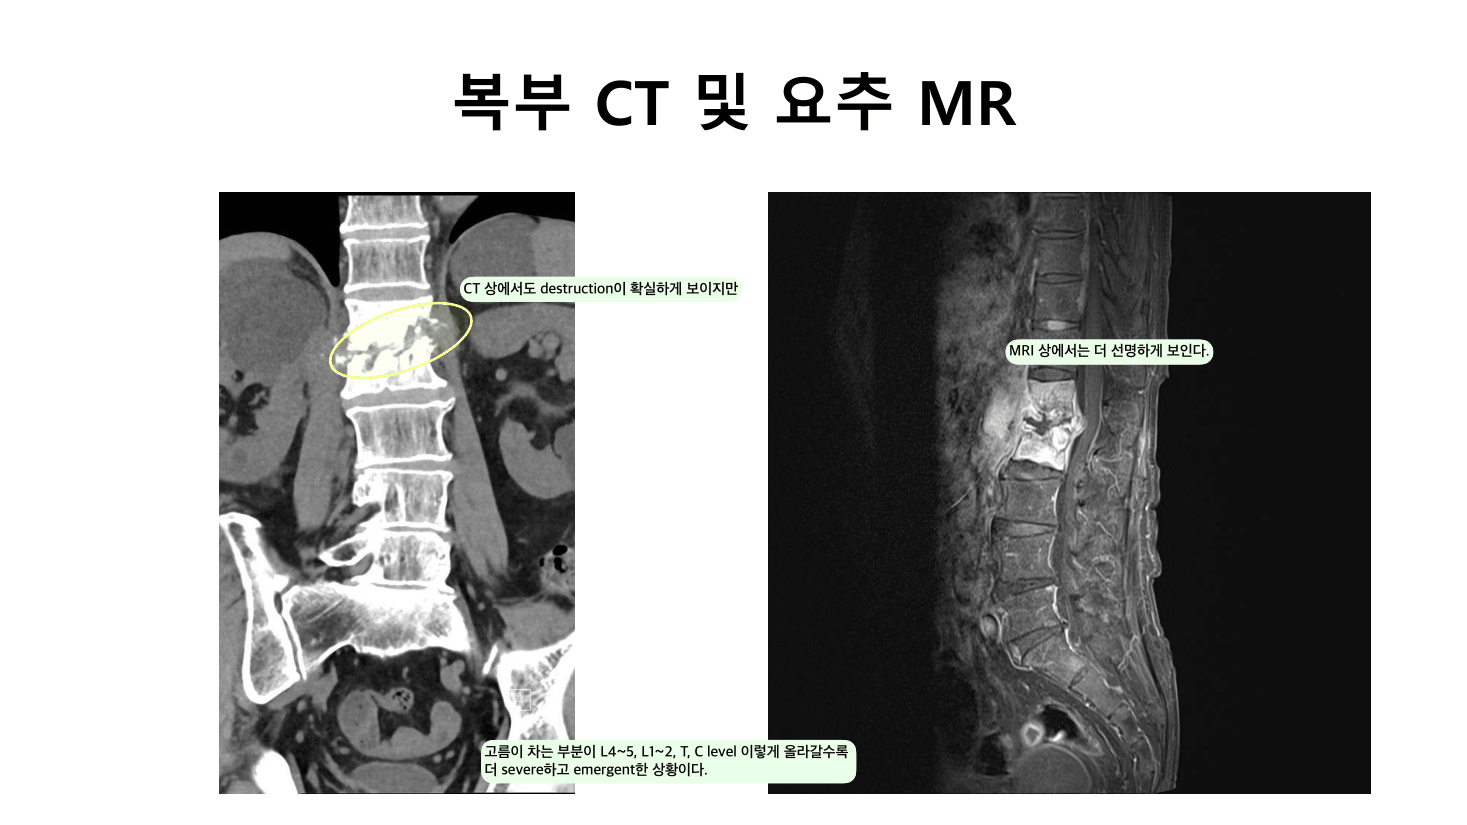 복부 CT 및 요추 MR
CT 상에서도 destruction이 확실하게 보이지만
MRI 상에서는 더 선명하게 보인다.
고름이 차는 부분이 L4~5, L1~2, T, C level 이렇게 올라갈수록
더 severe하고 emergent한 상황이다.